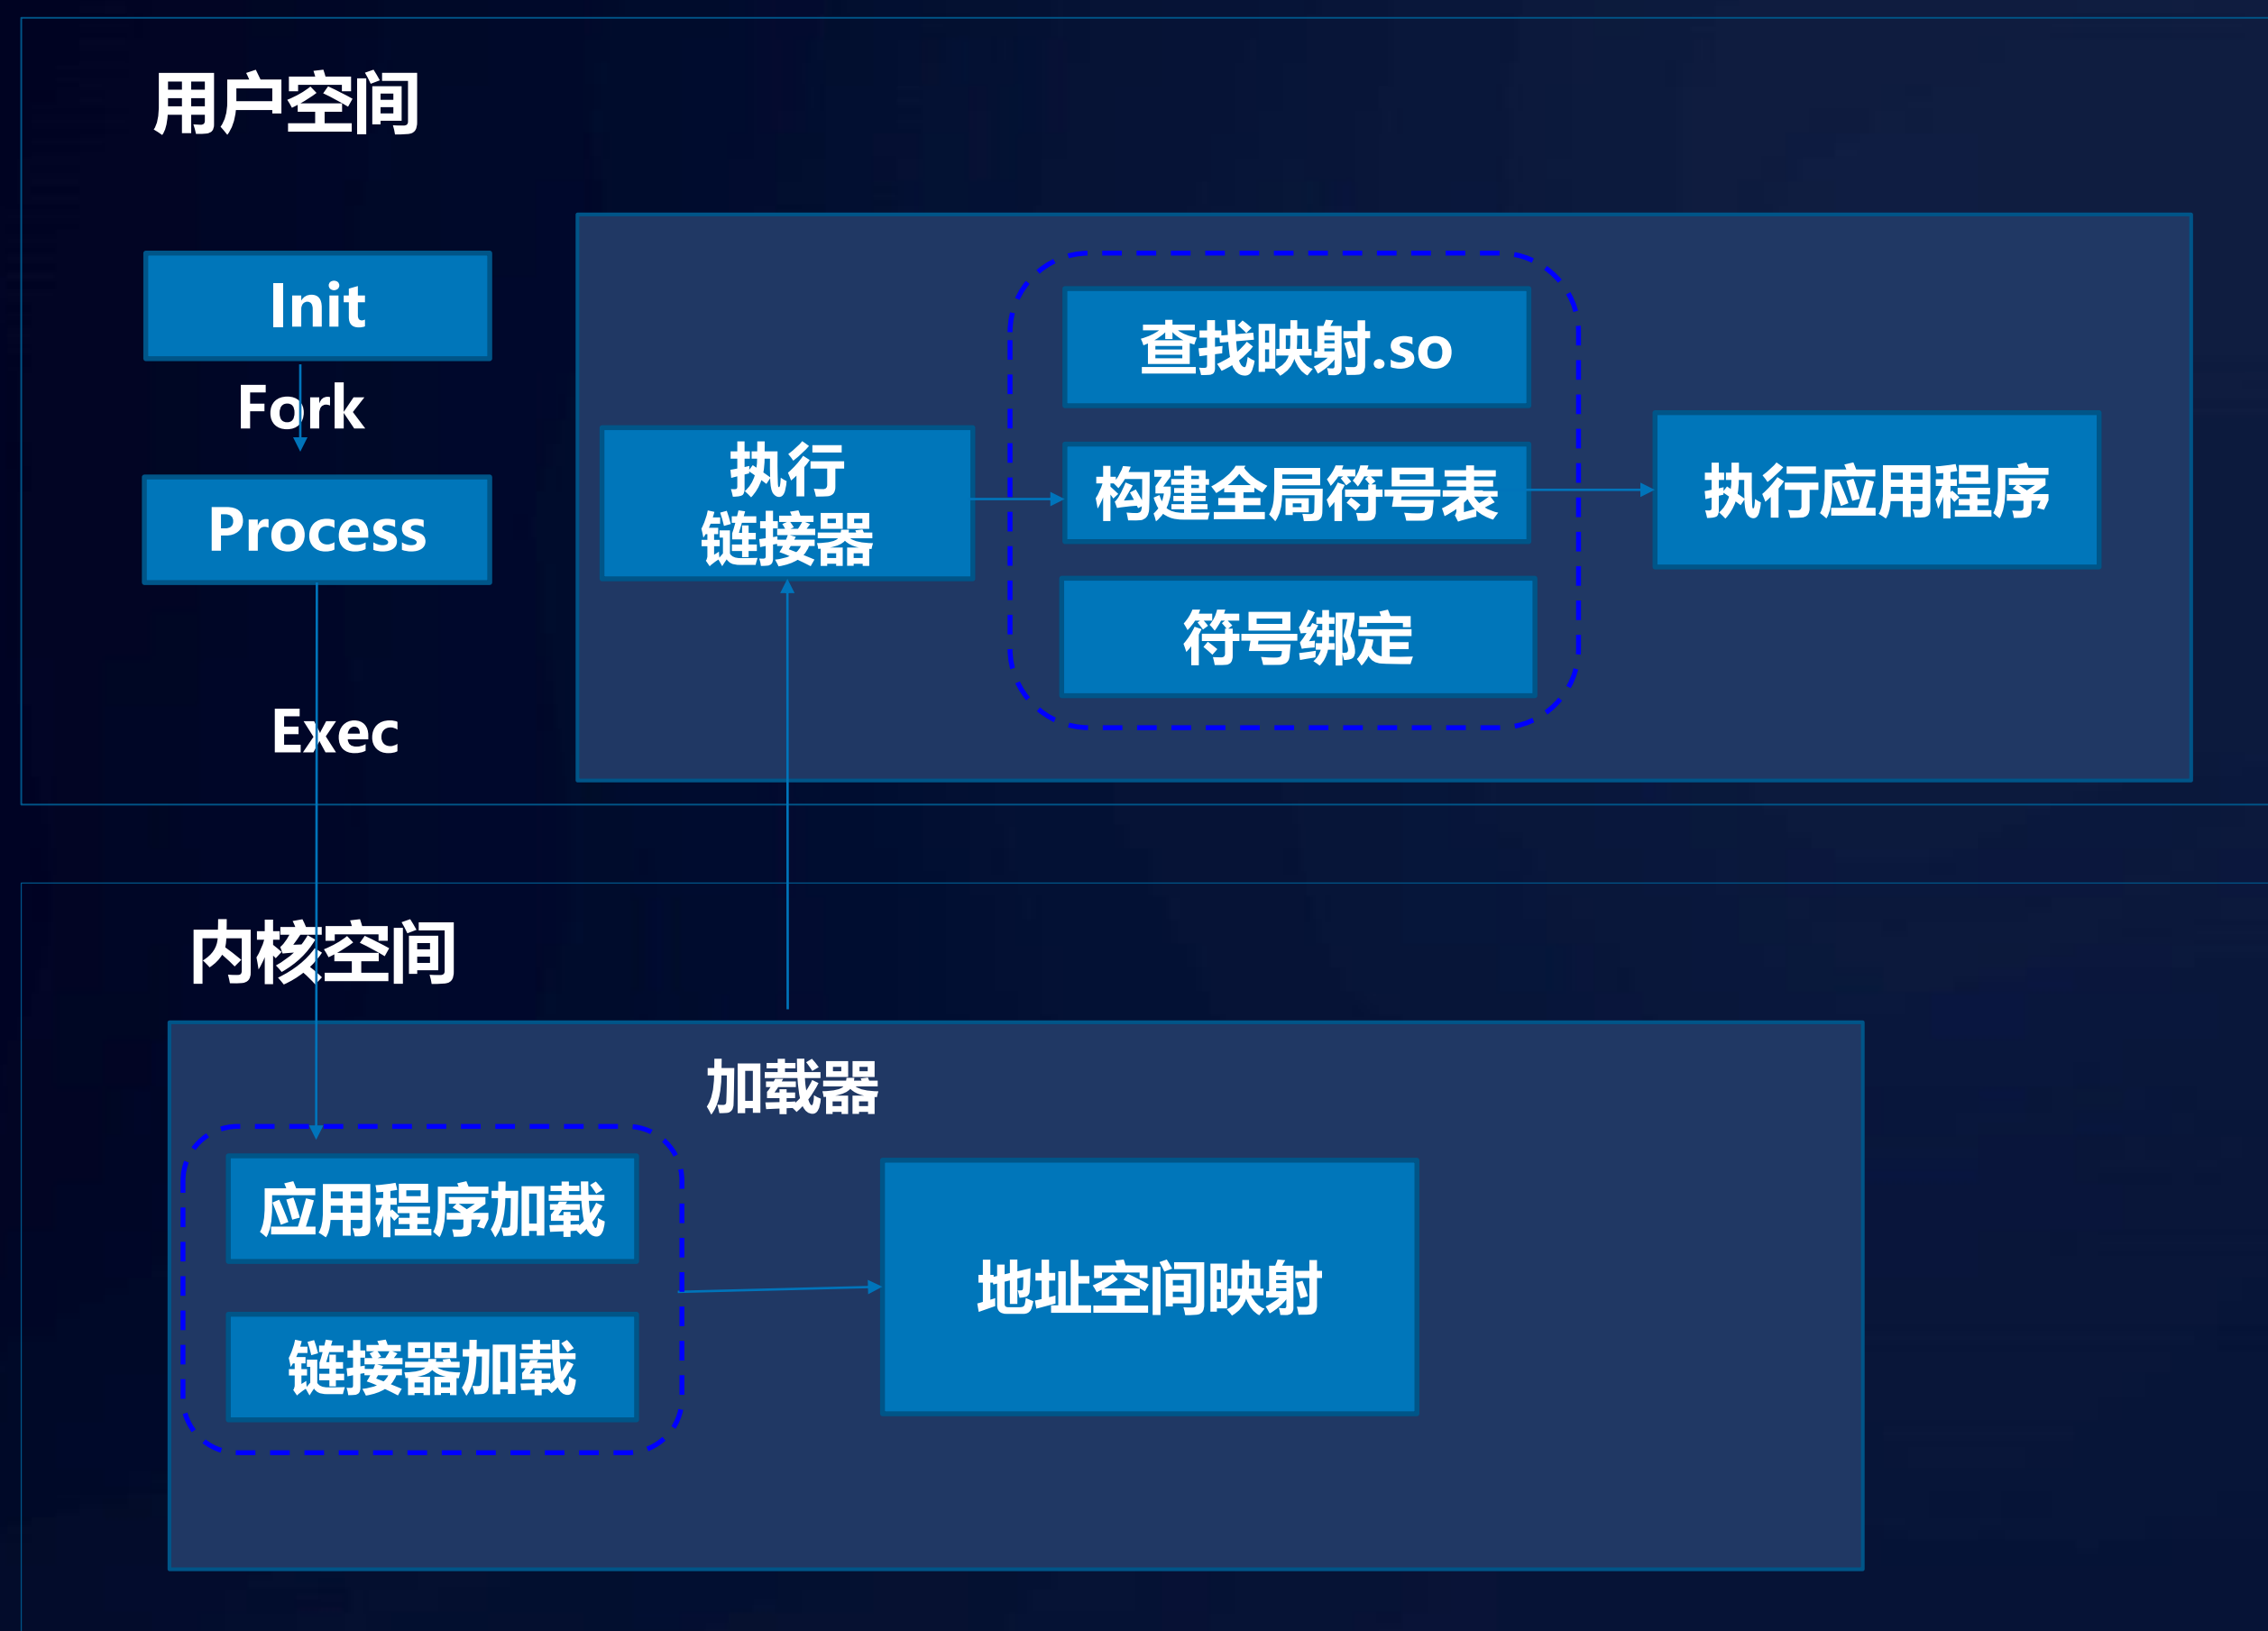 用户空间
Init
Fork
Process
Exec
执行
链接器
查找映射.so
构建全局符号表
符号绑定
执行应用程序
内核空间
加载器
应用程序加载
链接器加载
地址空间映射